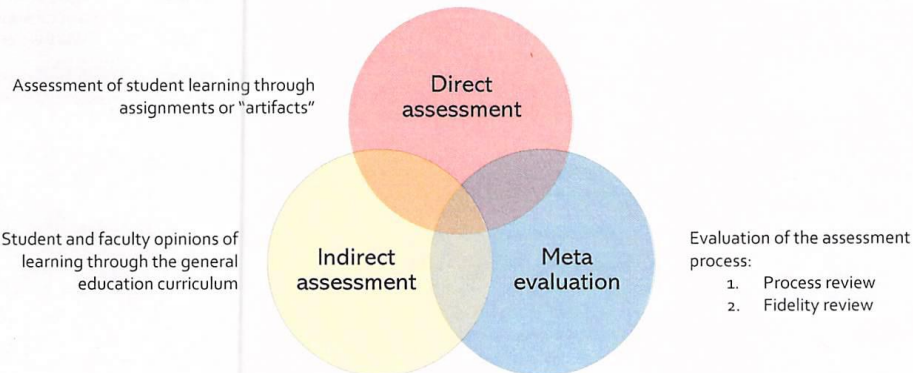 Assessment of student learning through
assignments or "artifacts"
Direct
assessment
Student and faculty opinions of
learning through the general
education curriculum
Indirect
assessment
Meta
evaluation
Evaluation of the assessment
process:
1. Process review
2. Fidelity review